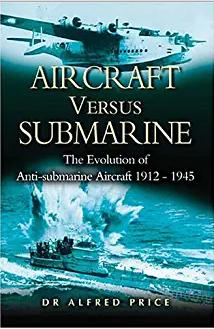 AIRCRAFT
VERSUS
SUBMARINE
The Evolution of
Anti-submarine Aircraft 1912 - 1945
DR ALFRED PRICE